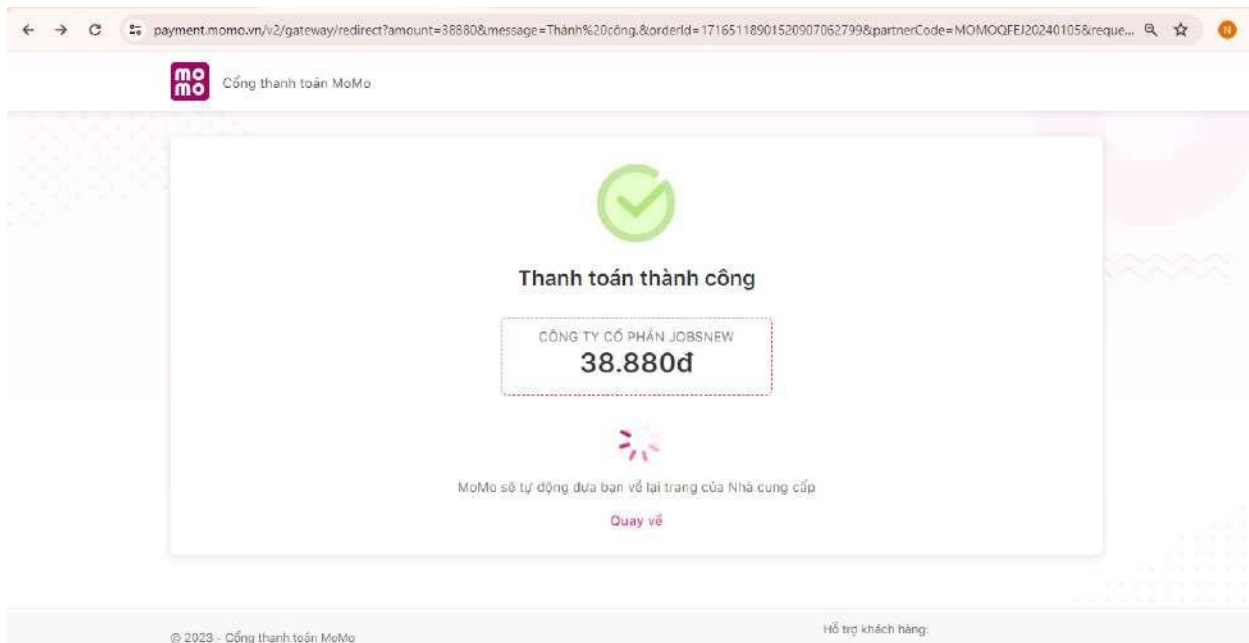 payment.momo.vn/v2/gateway/redirect?amount=38880&message=Thành%20công.&orderId=17165118901520907062799&partnerCode=MOMOQFEJ20240105&reque...
N
mo
mo
Cổng thanh toán MoMo
Thanh toán thành công
CÔNG TY CỔ PHẦN JOBSNEW
38.880đ
MoMo sẽ tự động đưa bạn về lại trang của Nhà cung cấp
Quay về
© 2023 - Cổng thanh toán MoMo
Hỗ trợ khách hàng: